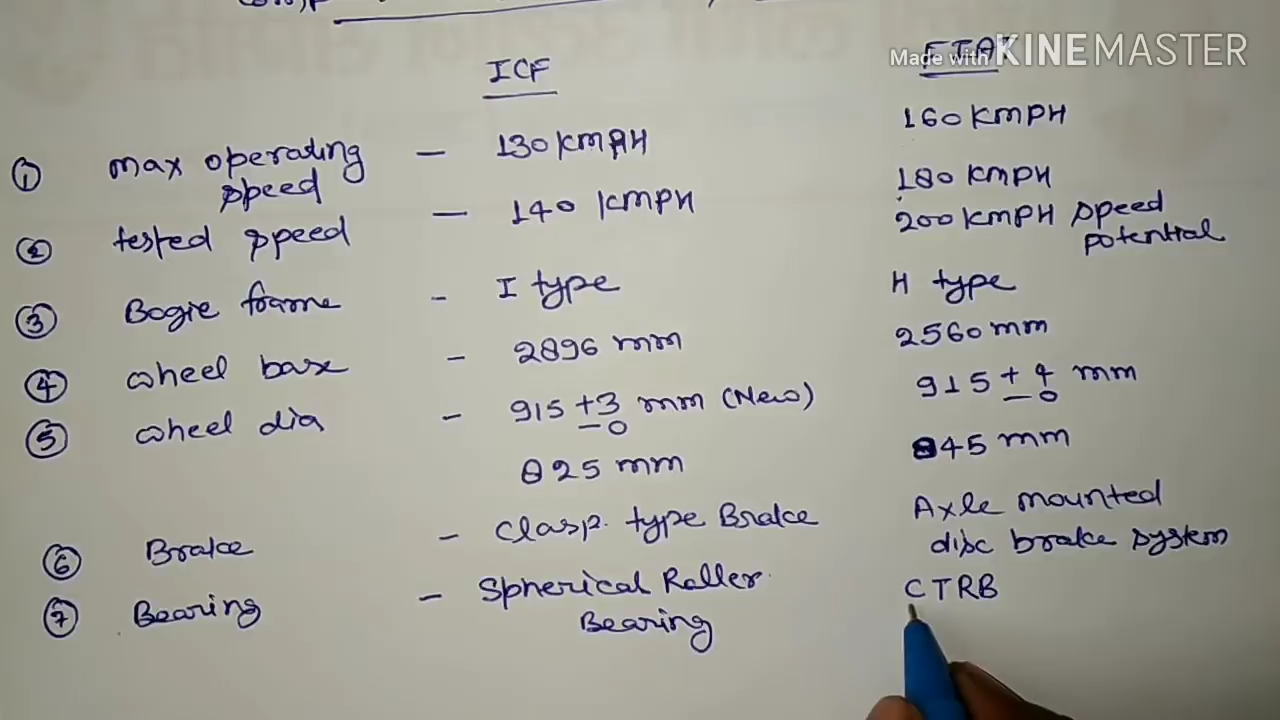 ICF
FIAT
Made with KINEMASTER
① max operating speed — 130 KMPH 160 KMPH
② tested speed — 140 KMPH 180 KMPH
200 KMPH speed potential
③ Bogie frame - I type H type
④ wheel base - 2896 mm 2560 mm
⑤ wheel dia - 915 +3 -0 mm (New) 915 +4 -0 mm
825 mm 845 mm
⑥ Brake - Clasp. type Brake Axle mounted disc brake system
⑦ Bearing - Spherical Roller Bearing CTRB